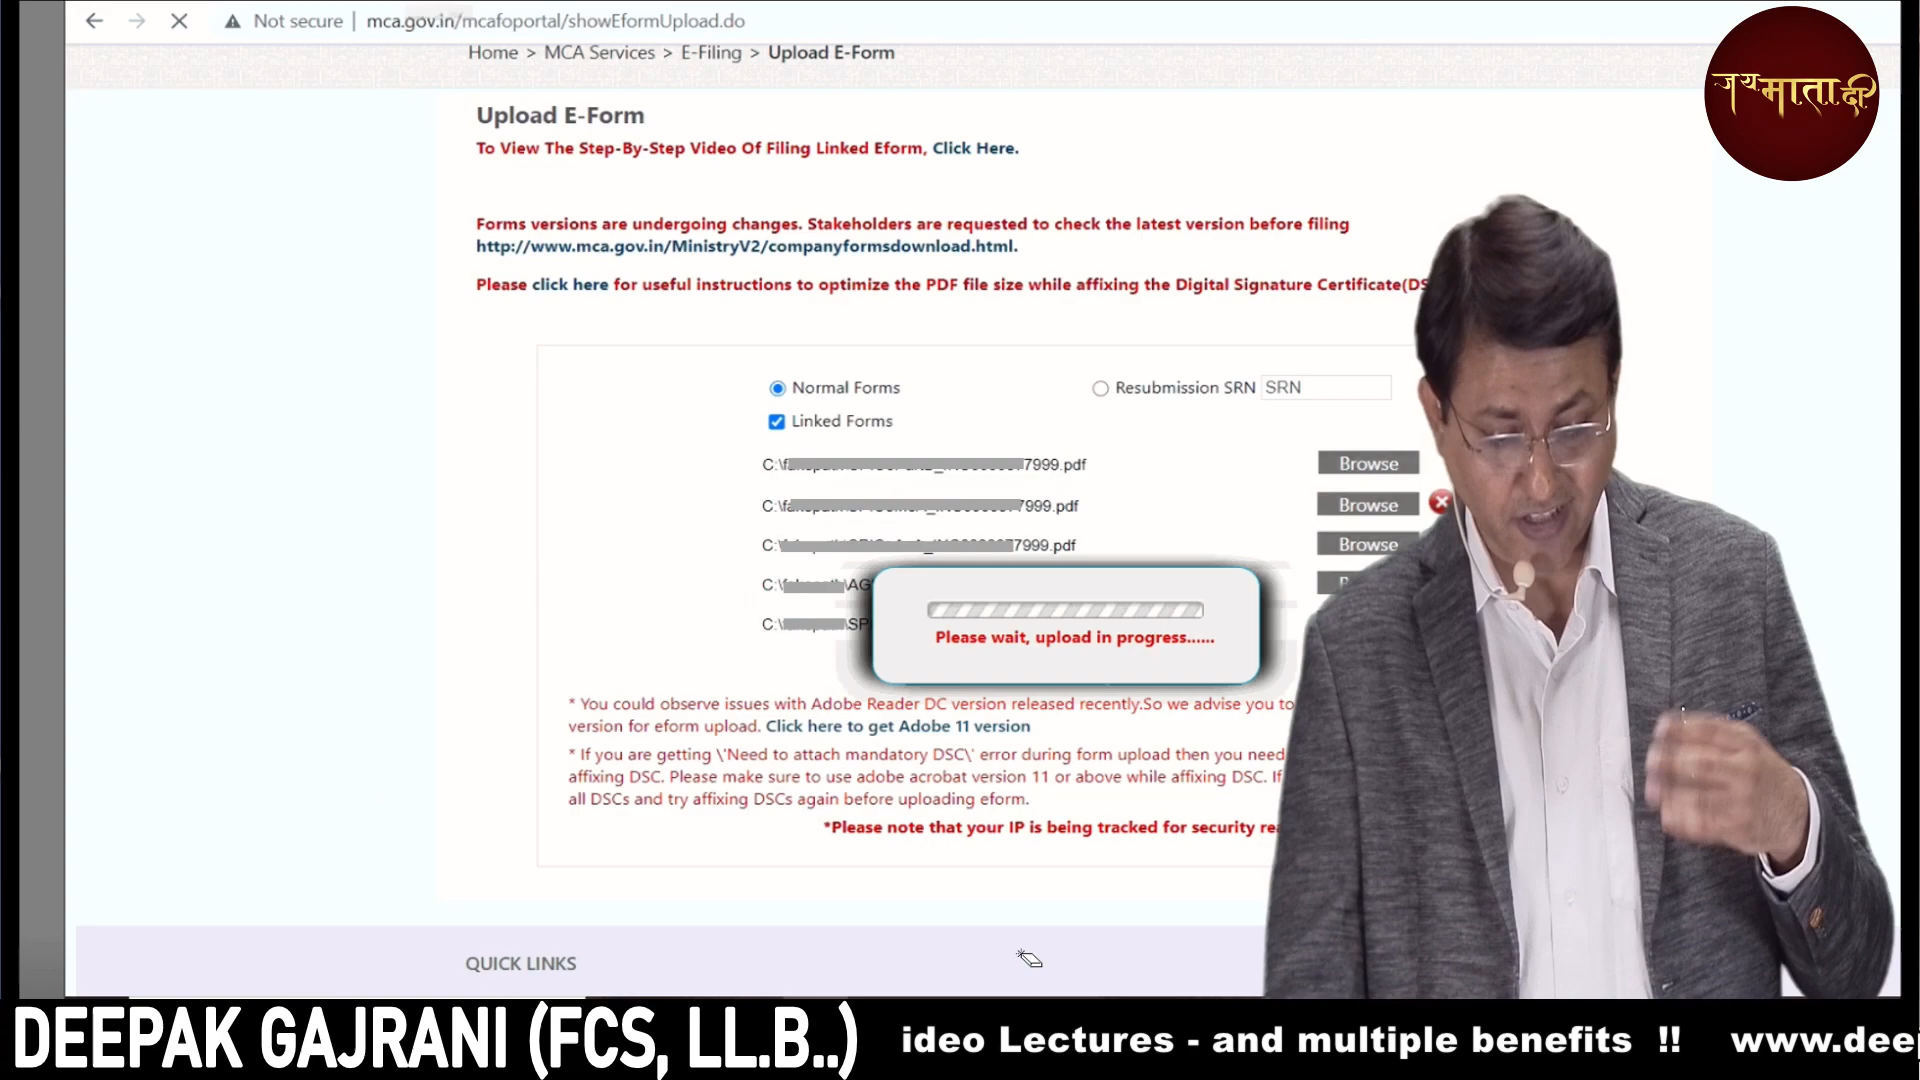 Not secure | mca.gov.in/mcafoportal/showEformUpload.do
Home > MCA Services > E-Filing > Upload E-Form
जय माता दी
Upload E-Form
To View The Step-By-Step Video Of Filing Linked Eform, Click Here.
Forms versions are undergoing changes. Stakeholders are requested to check the latest version before filing
http://www.mca.gov.in/MinistryV2/companyformsdownload.html.
Please click here for useful instructions to optimize the PDF file size while affixing the Digital Signature Certificate(DS
Normal Forms
Resubmission SRN SRN
Linked Forms
7999.pdf Browse
7999.pdf Browse
7999.pdf Browse
\AG
\SP
Please wait, upload in progress......
* You could observe issues with Adobe Reader DC version released recently.So we advise you to
version for eform upload. Click here to get Adobe 11 version
* If you are getting \'Need to attach mandatory DSC\' error during form upload then you need
affixing DSC. Please make sure to use adobe acrobat version 11 or above while affixing DSC. If
all DSCs and try affixing DSCs again before uploading eform.
*Please note that your IP is being tracked for security rea
QUICK LINKS
DEEPAK GAJRANI (FCS, LL.B..) ideo Lectures - and multiple benefits !! www.deep